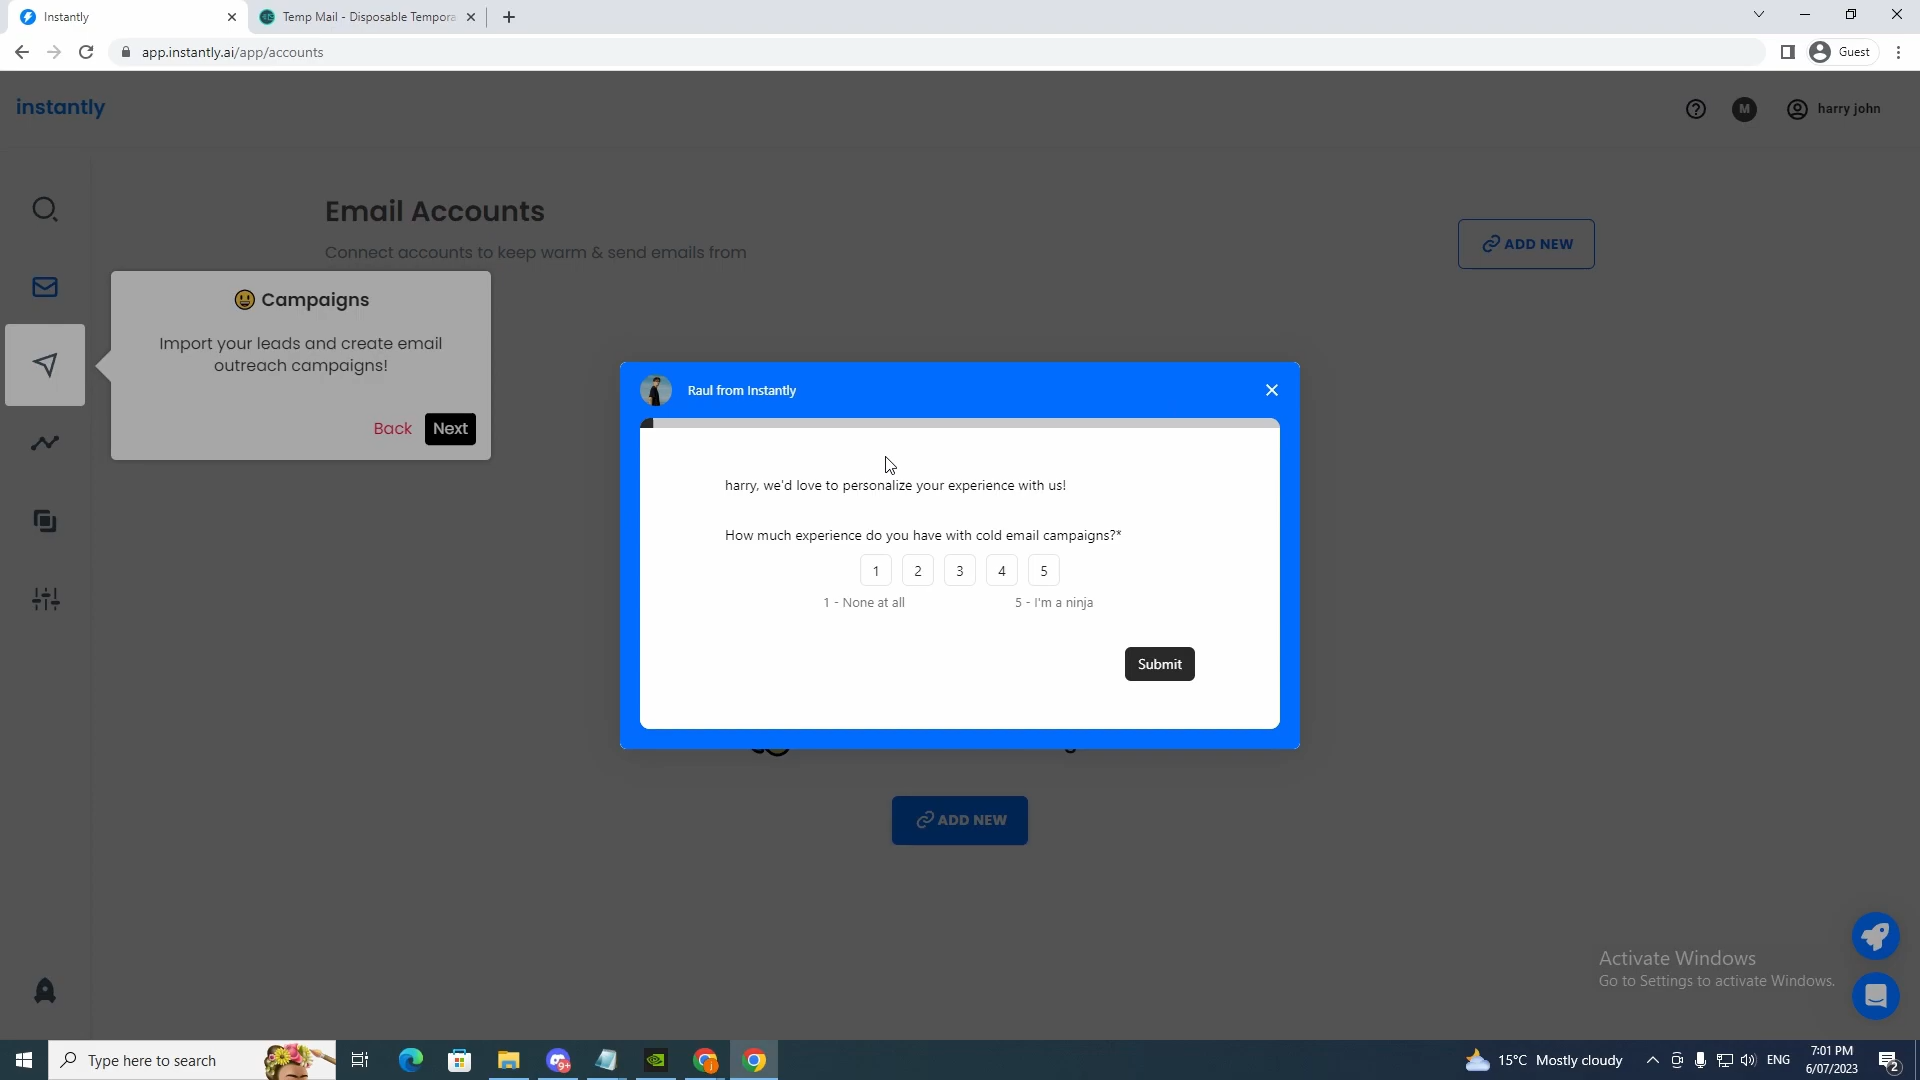 Instantly
Temp Mail - Disposable Tempora
app.instantly.ai/app/accounts
Guest
instantly
M
harry john
Email Accounts
Connect accounts to keep warm & send emails from
ADD NEW
Campaigns
Import your leads and create email
outreach campaigns!
Back
Next
Raul from Instantly
harry, we'd love to personalize your experience with us!
How much experience do you have with cold email campaigns?*
1 2 3 4 5
1 - None at all
5 - I'm a ninja
Submit
ADD NEW
Activate Windows
Go to Settings to activate Windows.
Type here to search
9+
15°C Mostly cloudy
ENG
7:01 PM
6/07/2023
2